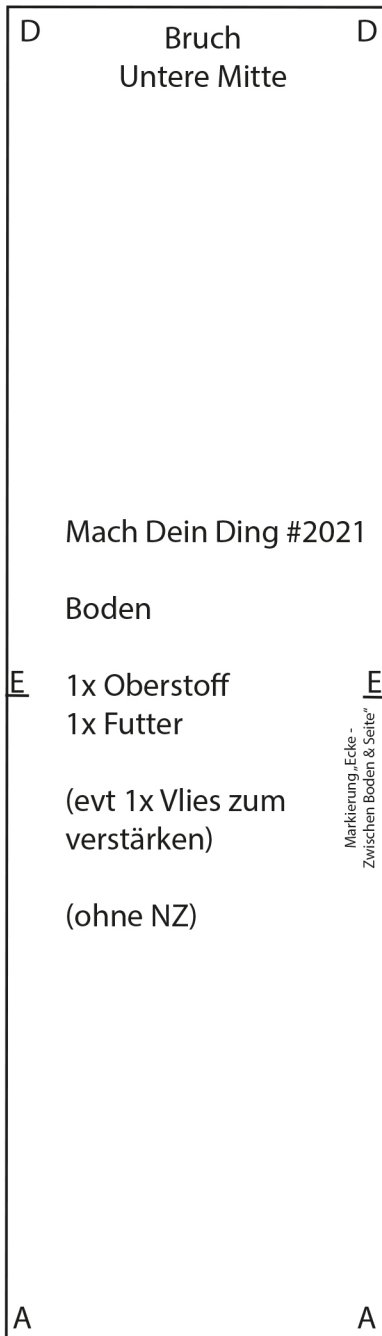 D
Bruch
D
Untere Mitte
Mach Dein Ding #2021
Boden
E
1x Oberstoff
E
1x Futter
Markierung „Ecke -
Zwischen Boden & Seite“
(evt 1x Vlies zum
verstärken)
(ohne NZ)
A
A